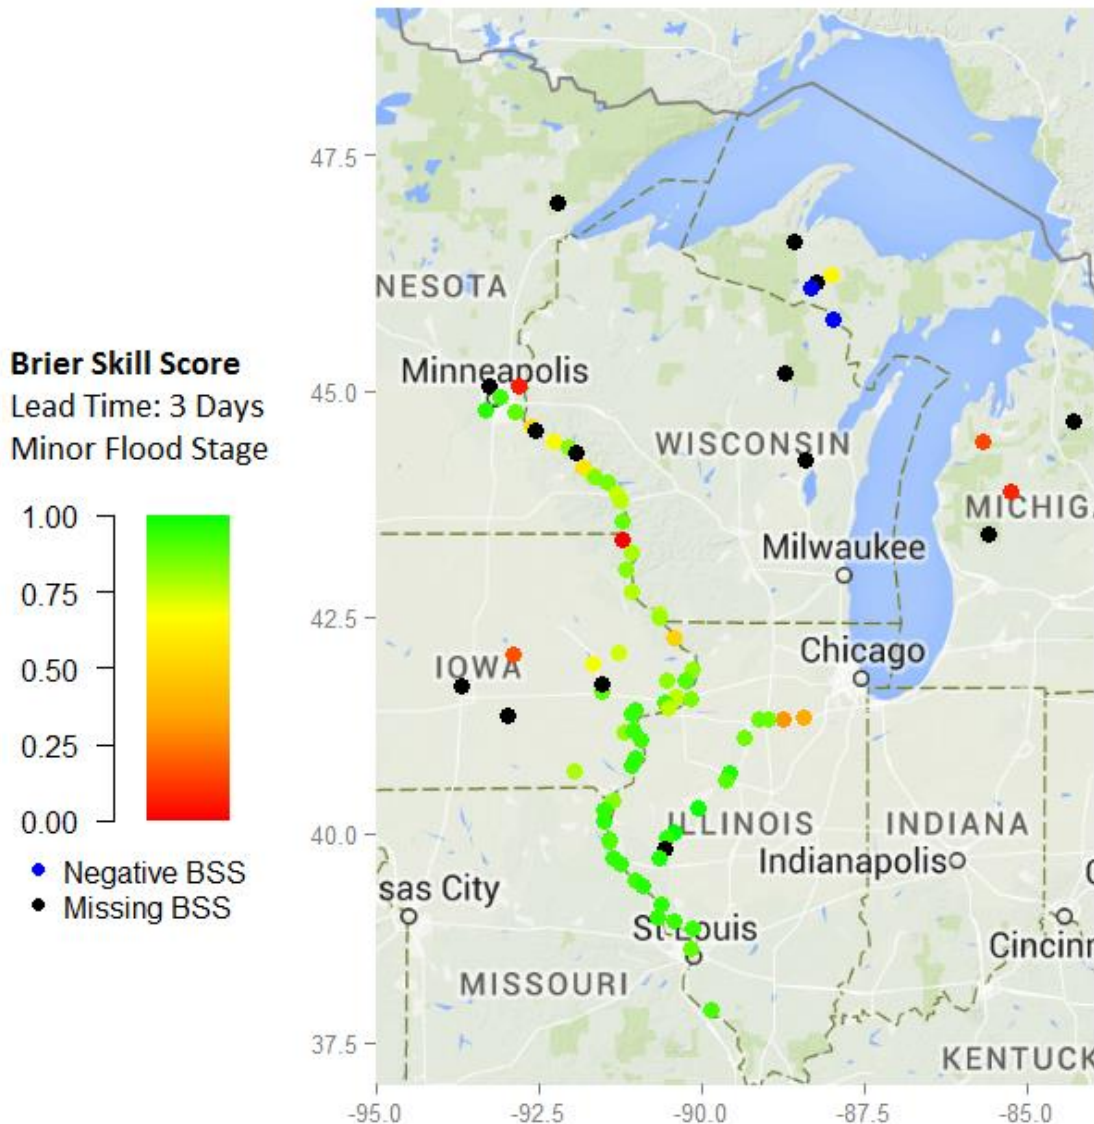 Brier Skill Score
Lead Time: 3 Days
Minor Flood Stage
1.00
0.75
0.50
0.25
0.00
Negative BSS
Missing BSS
47.5
45.0
42.5
40.0
37.5
-95.0
-92.5
-90.0
-87.5
-85.0
NESOTA
Minneapolis
WISCONSIN
MICHIG
Milwaukee
Chicago
IOWA
ILLINOIS
INDIANA
Indianapolis
sas City
C
St Louis
Cincinn
MISSOURI
KENTUCK